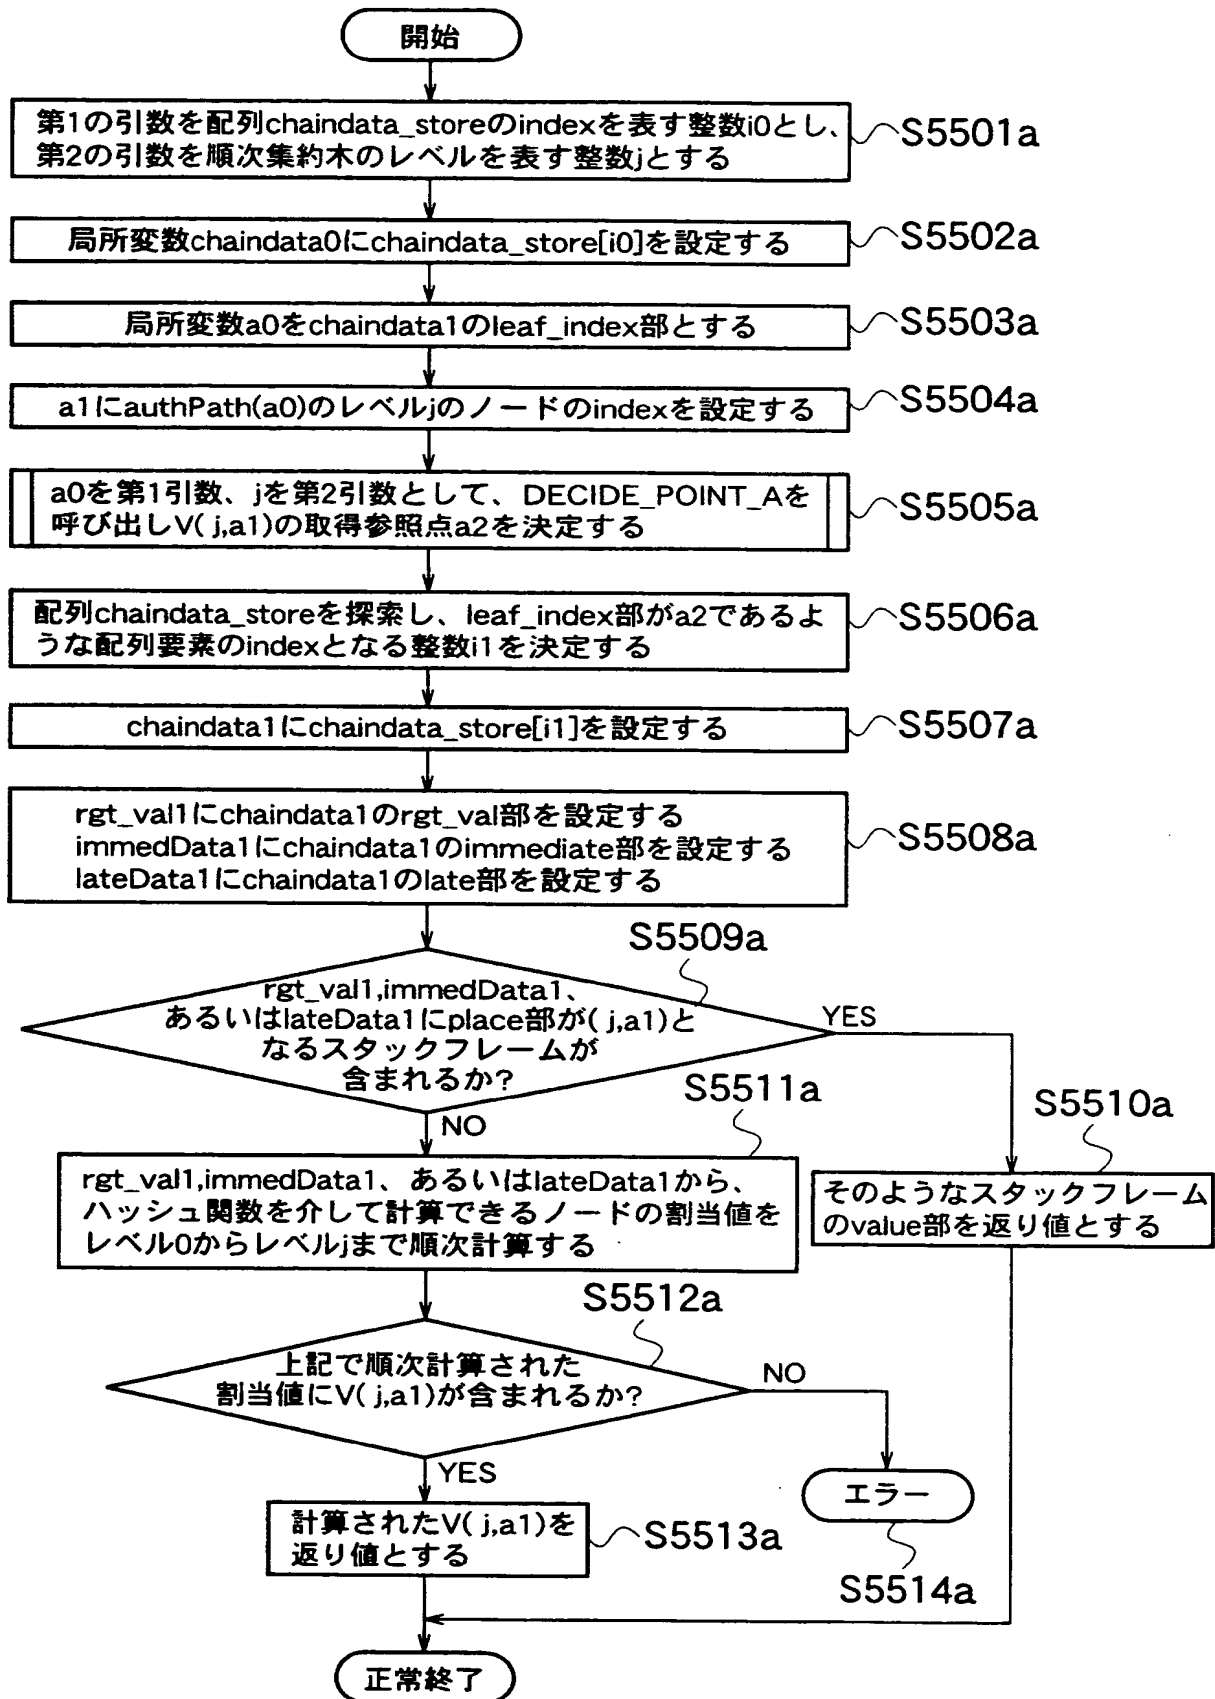 開始
第1の引数を配列chaindata_storeのindexを表す整数i0とし、
第2の引数を順次集約木のレベルを表す整数jとする
S5501a
局所変数chaindata0にchaindata_store[i0]を設定する
S5502a
局所変数a0をchaindata1のleaf_index部とする
S5503a
a1にauthPath(a0)のレベルjのノードのindexを設定する
S5504a
a0を第1引数、jを第2引数として、DECIDE_POINT_Aを
呼び出しV(j,a1)の取得参照点a2を決定する
S5505a
配列chaindata_storeを探索し、leaf_index部がa2であるよ
うな配列要素のindexとなる整数i1を決定する
S5506a
chaindata1にchaindata_store[i1]を設定する
S5507a
rgt_val1にchaindata1のrgt_val部を設定する
immedData1にchaindata1のimmediate部を設定する
lateData1にchaindata1のlate部を設定する
S5508a
S5509a
rgt_val1,immedData1、
あるいはlateData1にplace部が(j,a1)と
なるスタックフレームが
含まれるか?
YES
NO
S5511a
S5510a
rgt_val1,immedData1、あるいはlateData1から、
ハッシュ関数を介して計算できるノードの割当値を
レベル0からレベルjまで順次計算する
そのようなスタックフレーム
のvalue部を返り値とする
S5512a
上記で順次計算された
割当値にV(j,a1)が含まれるか?
NO
YES
エラー
計算されたV(j,a1)を
返り値とする
S5513a
S5514a
正常終了